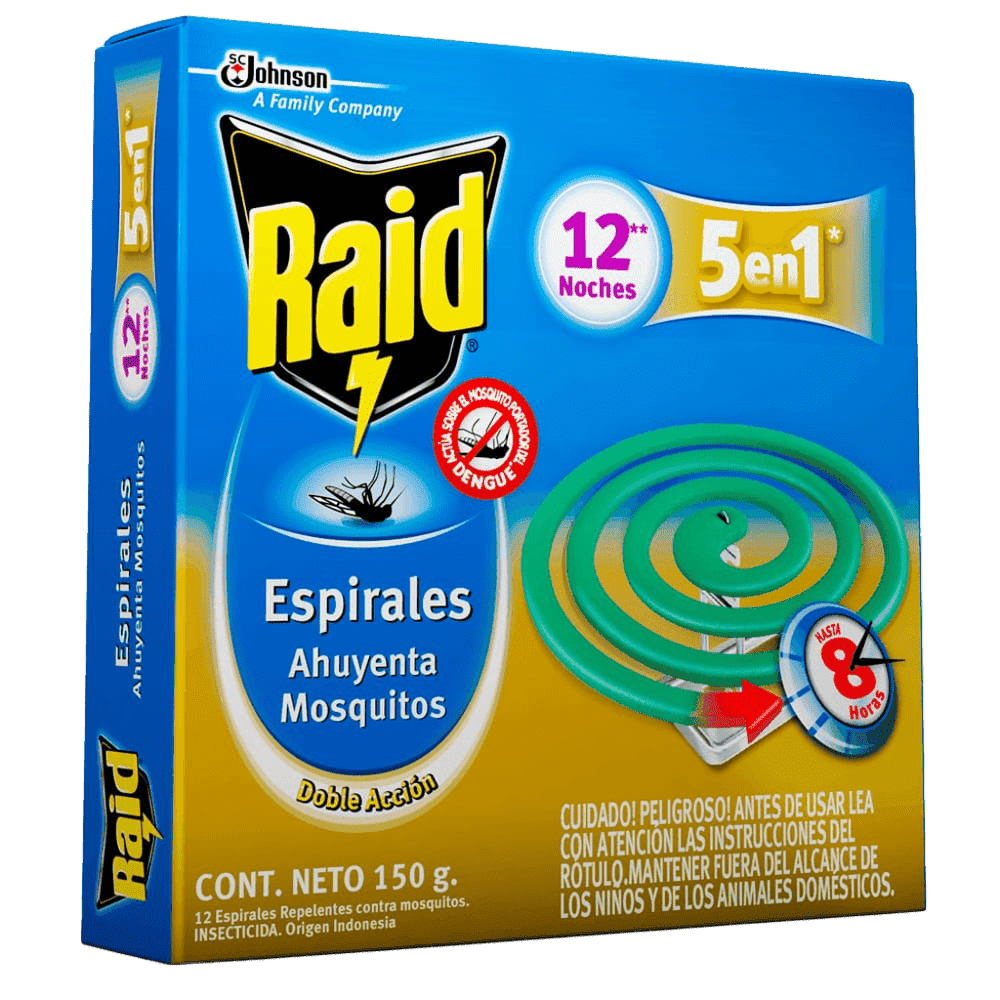 SC Johnson
A Family Company
Raid®
12**
Noches
5en1*
ACTÚA SOBRE EL MOSQUITO PORTADOR DEL
"DENGUE"
Espirales
Ahuyenta
Mosquitos
Doble Acción
HASTA
8
Horas
CONT. NETO 150 g.
12 Espirales Repelentes contra mosquitos.
INSECTICIDA. Origen Indonesia
CUIDADO! PELIGROSO! ANTES DE USAR LEA
CON ATENCIÓN LAS INSTRUCCIONES DEL
RÓTULO.MANTENER FUERA DEL ALCANCE DE
LOS NIÑOS Y DE LOS ANIMALES DOMÉSTICOS.
5en1*
12**
Noches
Espirales
Ahuyenta Mosquitos
Raid